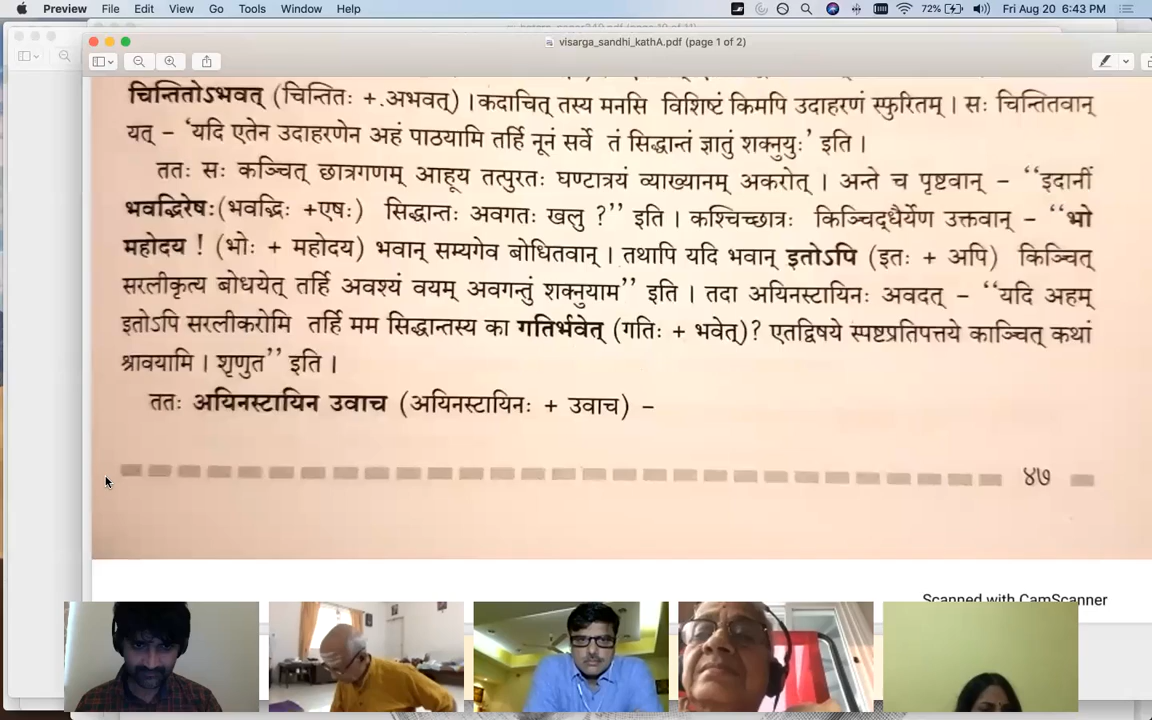 Preview File Edit View Go Tools Window Help 72% Fri Aug 20 6:43 PM
visarga_sandhi_kathA.pdf (page 1 of 2)
चिन्तितोऽभवत् (चिन्तितः + अभवत्) । कदाचित् तस्य मनसि विशिष्टं किमपि उदाहरणं स्फुरितम् । सः चिन्तितवान्
यत् – ‘यदि एतेन उदाहरणेन अहं पाठयामि तर्हि नूनं सर्वे तं सिद्धान्तं ज्ञातुं शक्नुयुः’ इति ।
ततः सः कञ्चित् छात्रगणम् आहूय तत्पुरतः घण्टात्रयं व्याख्यानम् अकरोत् । अन्ते च पृष्टवान् – ‘‘इदानीं
भवद्भिरेषः(भवद्भिः +एषः) सिद्धान्तः अवगतः खलु ?’’ इति । कश्चिच्छात्रः किञ्चिद्धैर्येण उक्तवान् – ‘‘भो
महोदय ! (भोः + महोदय) भवान् सम्यगेव बोधितवान् । तथापि यदि भवान् इतोऽपि (इतः + अपि) किञ्चित्
सरलीकृत्य बोधयेत् तर्हि अवश्यं वयम् अवगन्तुं शक्नुयाम’’ इति । तदा अयिनस्टायिनः अवदत् – ‘‘यदि अहम्
इतोऽपि सरलीकरोमि तर्हि मम सिद्धान्तस्य का गतिर्भवेत् (गतिः + भवेत्)? एतद्विषये स्पष्टप्रतिपत्तये काञ्चित् कथां
श्रावयामि । शृणुत’’ इति ।
ततः अयिनस्टायिन उवाच (अयिनस्टायिनः + उवाच) –
४७
Scanned with CamScanner